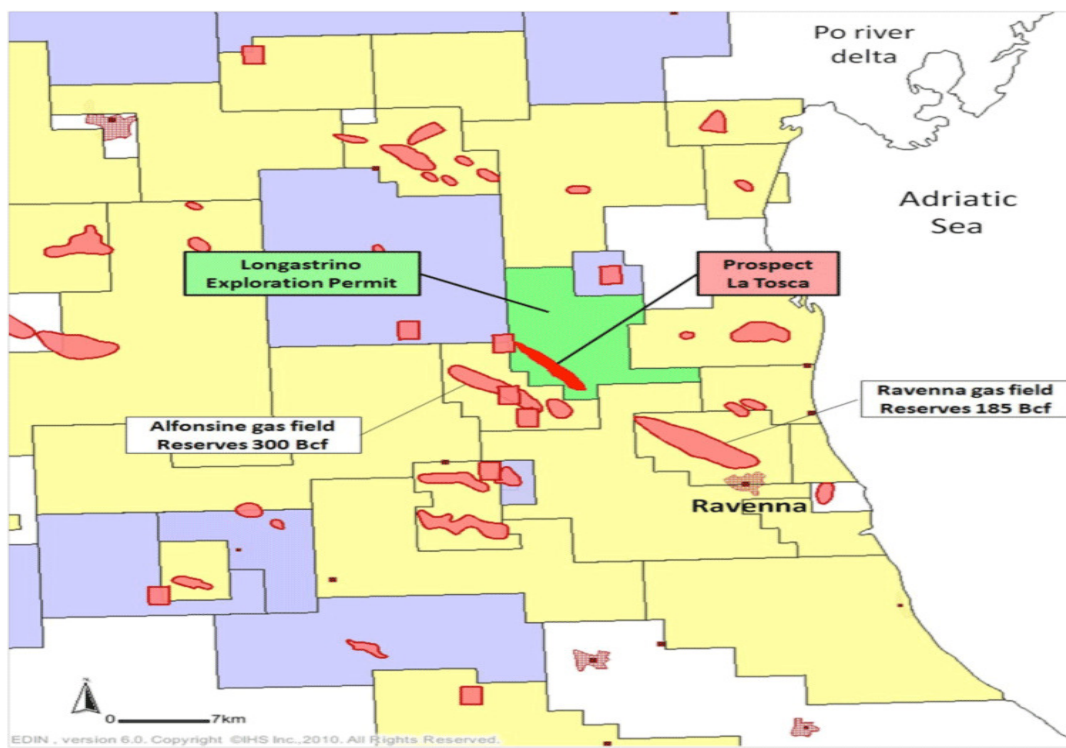 Po river
delta
Adriatic
Sea
Longastrino
Exploration Permit
Prospect
La Tosca
Ravenna gas field
Reserves 185 Bcf
Alfonsine gas field
Reserves 300 Bcf
Ravenna
0 7km
EDIN , version 6.0. Copyright ©IHS Inc.,2010. All Rights Reserved.